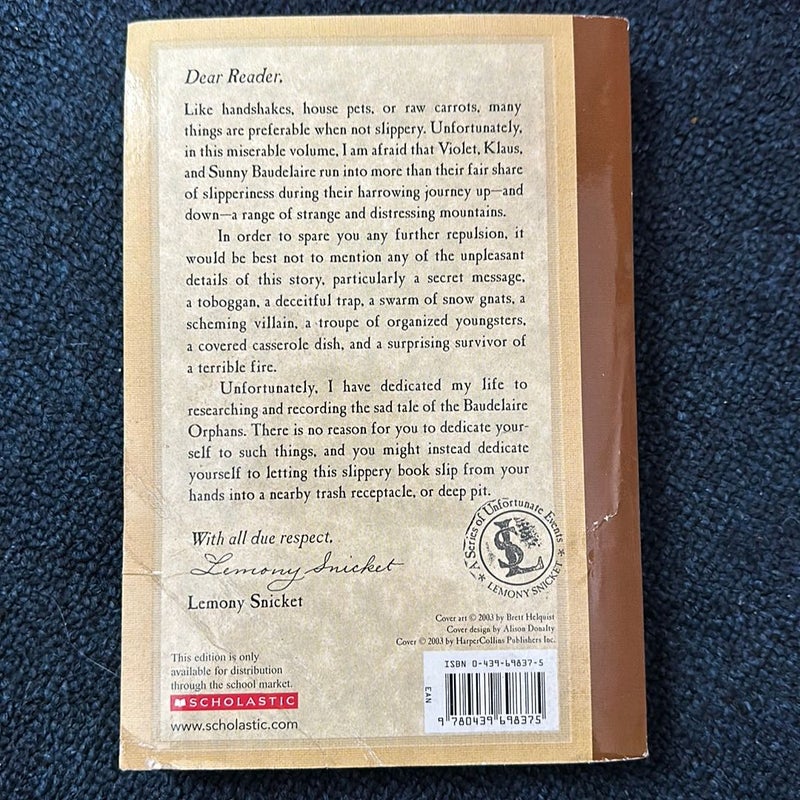 Dear Reader,
Like handshakes, house pets, or raw carrots, many
things are preferable when not slippery. Unfortunately,
in this miserable volume, I am afraid that Violet, Klaus,
and Sunny Baudelaire run into more than their fair share
of slipperiness during their harrowing journey up—and
down—a range of strange and distressing mountains.
In order to spare you any further repulsion, it
would be best not to mention any of the unpleasant
details of this story, particularly a secret message,
a toboggan, a deceitful trap, a swarm of snow gnats, a
scheming villain, a troupe of organized youngsters,
a covered casserole dish, and a surprising survivor of
a terrible fire.
Unfortunately, I have dedicated my life to
researching and recording the sad tale of the Baudelaire
Orphans. There is no reason for you to dedicate your-
self to such things, and you might instead dedicate
yourself to letting this slippery book slip from your
hands into a nearby trash receptacle, or deep pit.
With all due respect,
Lemony Snicket
Lemony Snicket
A Series of Unfortunate Events
LEMONY SNICKET
Cover art © 2003 by Brett Helquist
Cover design by Alison Donalty
Cover © 2003 by HarperCollins Publishers Inc.
This edition is only
available for distribution
through the school market.
SCHOLASTIC
www.scholastic.com
ISBN 0-439-69837-5
EAN
9 780439 698375